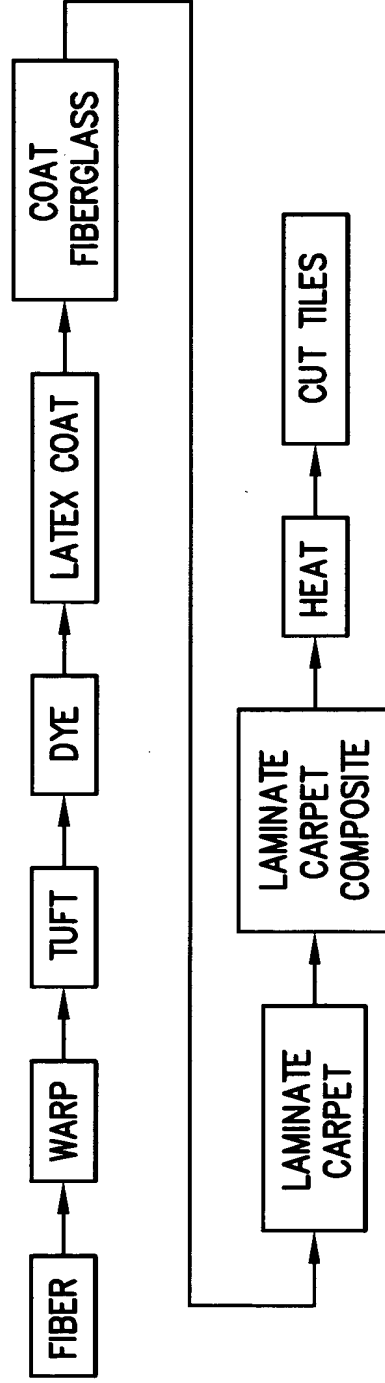 FIBER
WARP
TUFT
DYE
LATEX COAT
COAT
FIBERGLASS
LAMINATE
CARPET
LAMINATE
CARPET
COMPOSITE
HEAT
CUT TILES